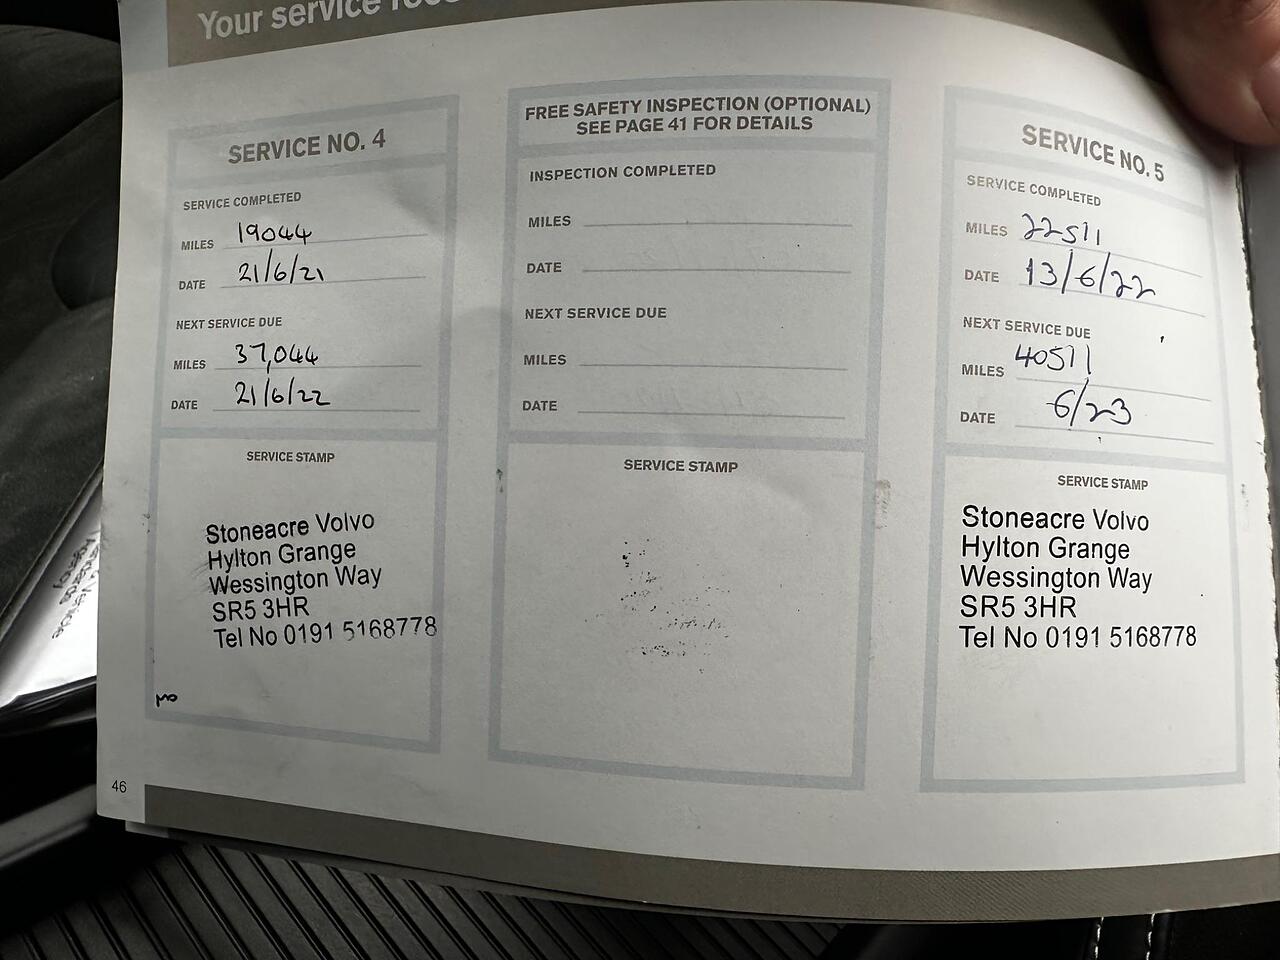 Your service
SERVICE NO. 4
SERVICE COMPLETED
MILES 19044
DATE 21/6/21
NEXT SERVICE DUE
MILES 37,044
DATE 21/6/22
SERVICE STAMP
Stoneacre Volvo
Hylton Grange
Wessington Way
SR5 3HR
Tel No 0191 5168778
46
FREE SAFETY INSPECTION (OPTIONAL)
SEE PAGE 41 FOR DETAILS
INSPECTION COMPLETED
MILES
DATE
NEXT SERVICE DUE
MILES
DATE
SERVICE STAMP
SERVICE NO. 5
SERVICE COMPLETED
MILES 22511
DATE 13/6/22
NEXT SERVICE DUE
MILES 40511
DATE 6/23
SERVICE STAMP
Stoneacre Volvo
Hylton Grange
Wessington Way
SR5 3HR
Tel No 0191 5168778